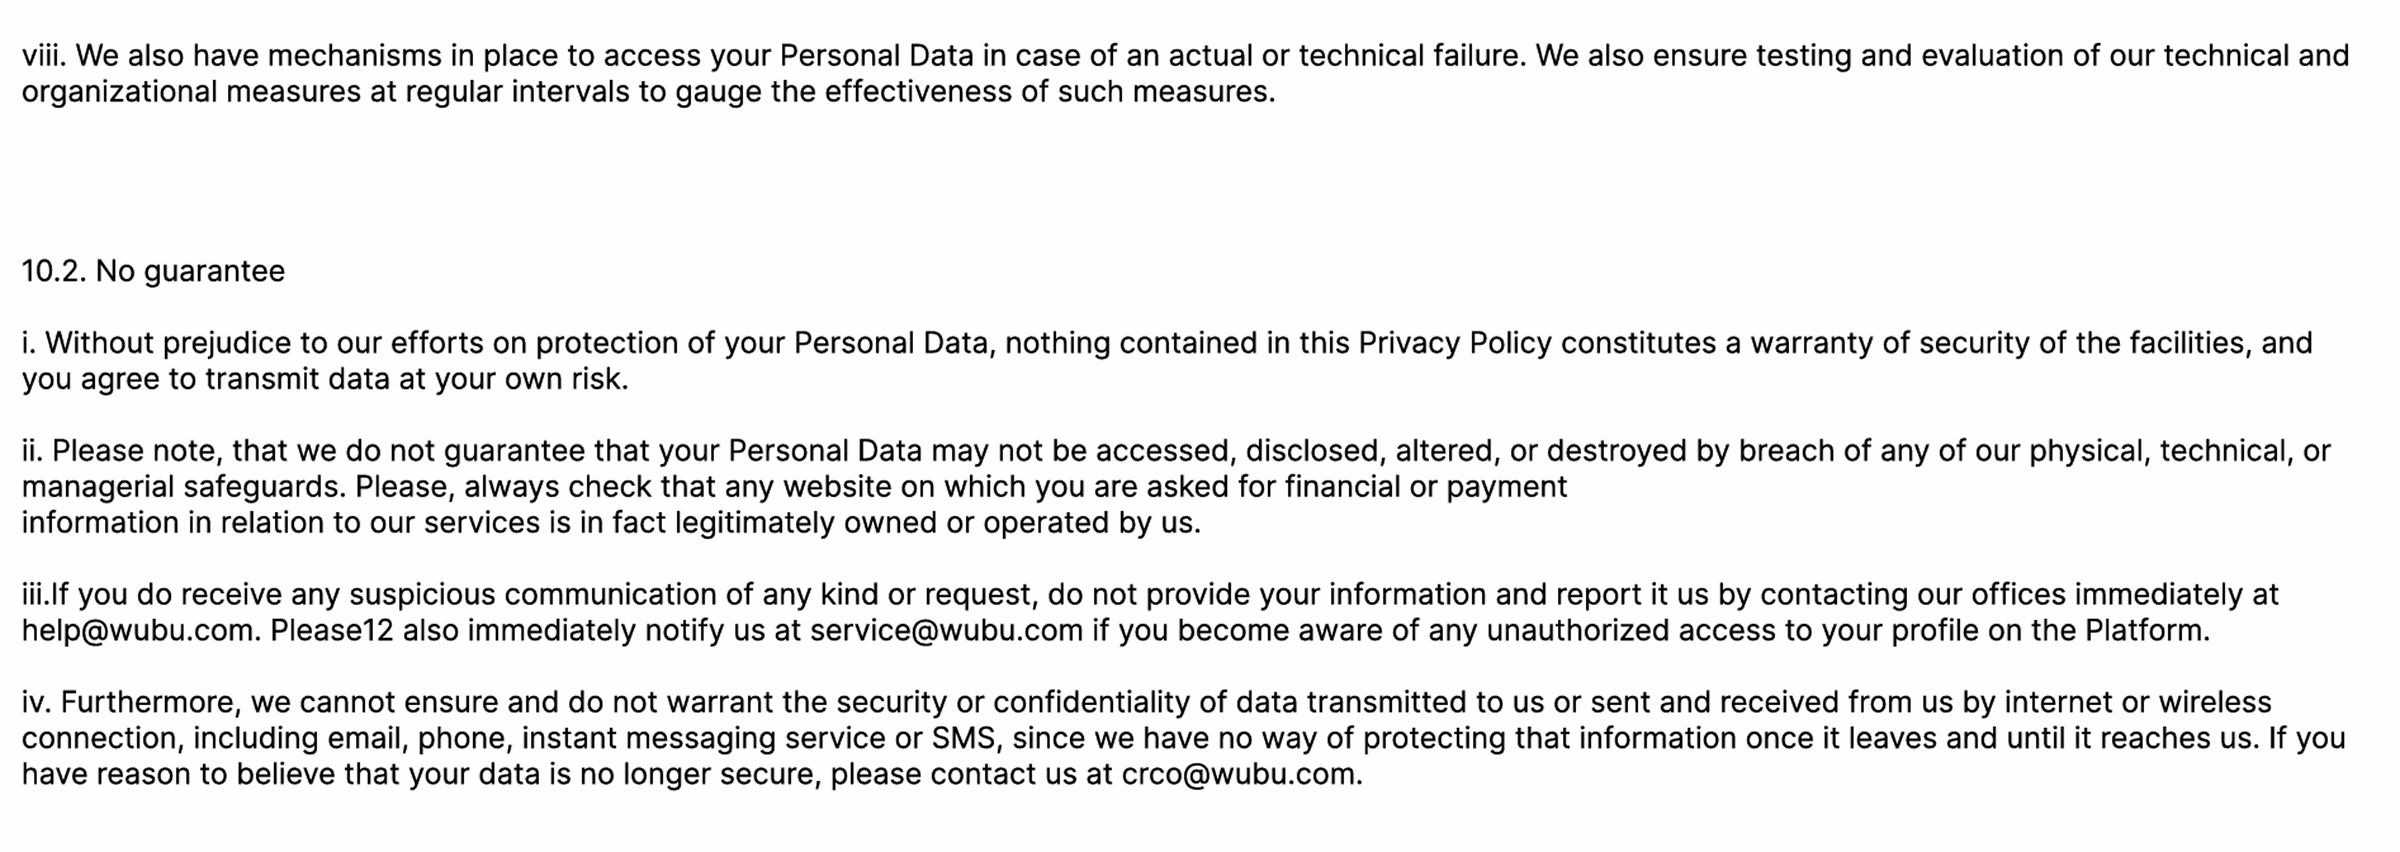 viii. We also have mechanisms in place to access your Personal Data in case of an actual or technical failure. We also ensure testing and evaluation of our technical and
organizational measures at regular intervals to gauge the effectiveness of such measures.
10.2. No guarantee
i. Without prejudice to our efforts on protection of your Personal Data, nothing contained in this Privacy Policy constitutes a warranty of security of the facilities, and
you agree to transmit data at your own risk.
ii. Please note, that we do not guarantee that your Personal Data may not be accessed, disclosed, altered, or destroyed by breach of any of our physical, technical, or
managerial safeguards. Please, always check that any website on which you are asked for financial or payment
information in relation to our services is in fact legitimately owned or operated by us.
iii.If you do receive any suspicious communication of any kind or request, do not provide your information and report it us by contacting our offices immediately at
help@wubu.com. Please12 also immediately notify us at service@wubu.com if you become aware of any unauthorized access to your profile on the Platform.
iv. Furthermore, we cannot ensure and do not warrant the security or confidentiality of data transmitted to us or sent and received from us by internet or wireless
connection, including email, phone, instant messaging service or SMS, since we have no way of protecting that information once it leaves and until it reaches us. If you
have reason to believe that your data is no longer secure, please contact us at crco@wubu.com.